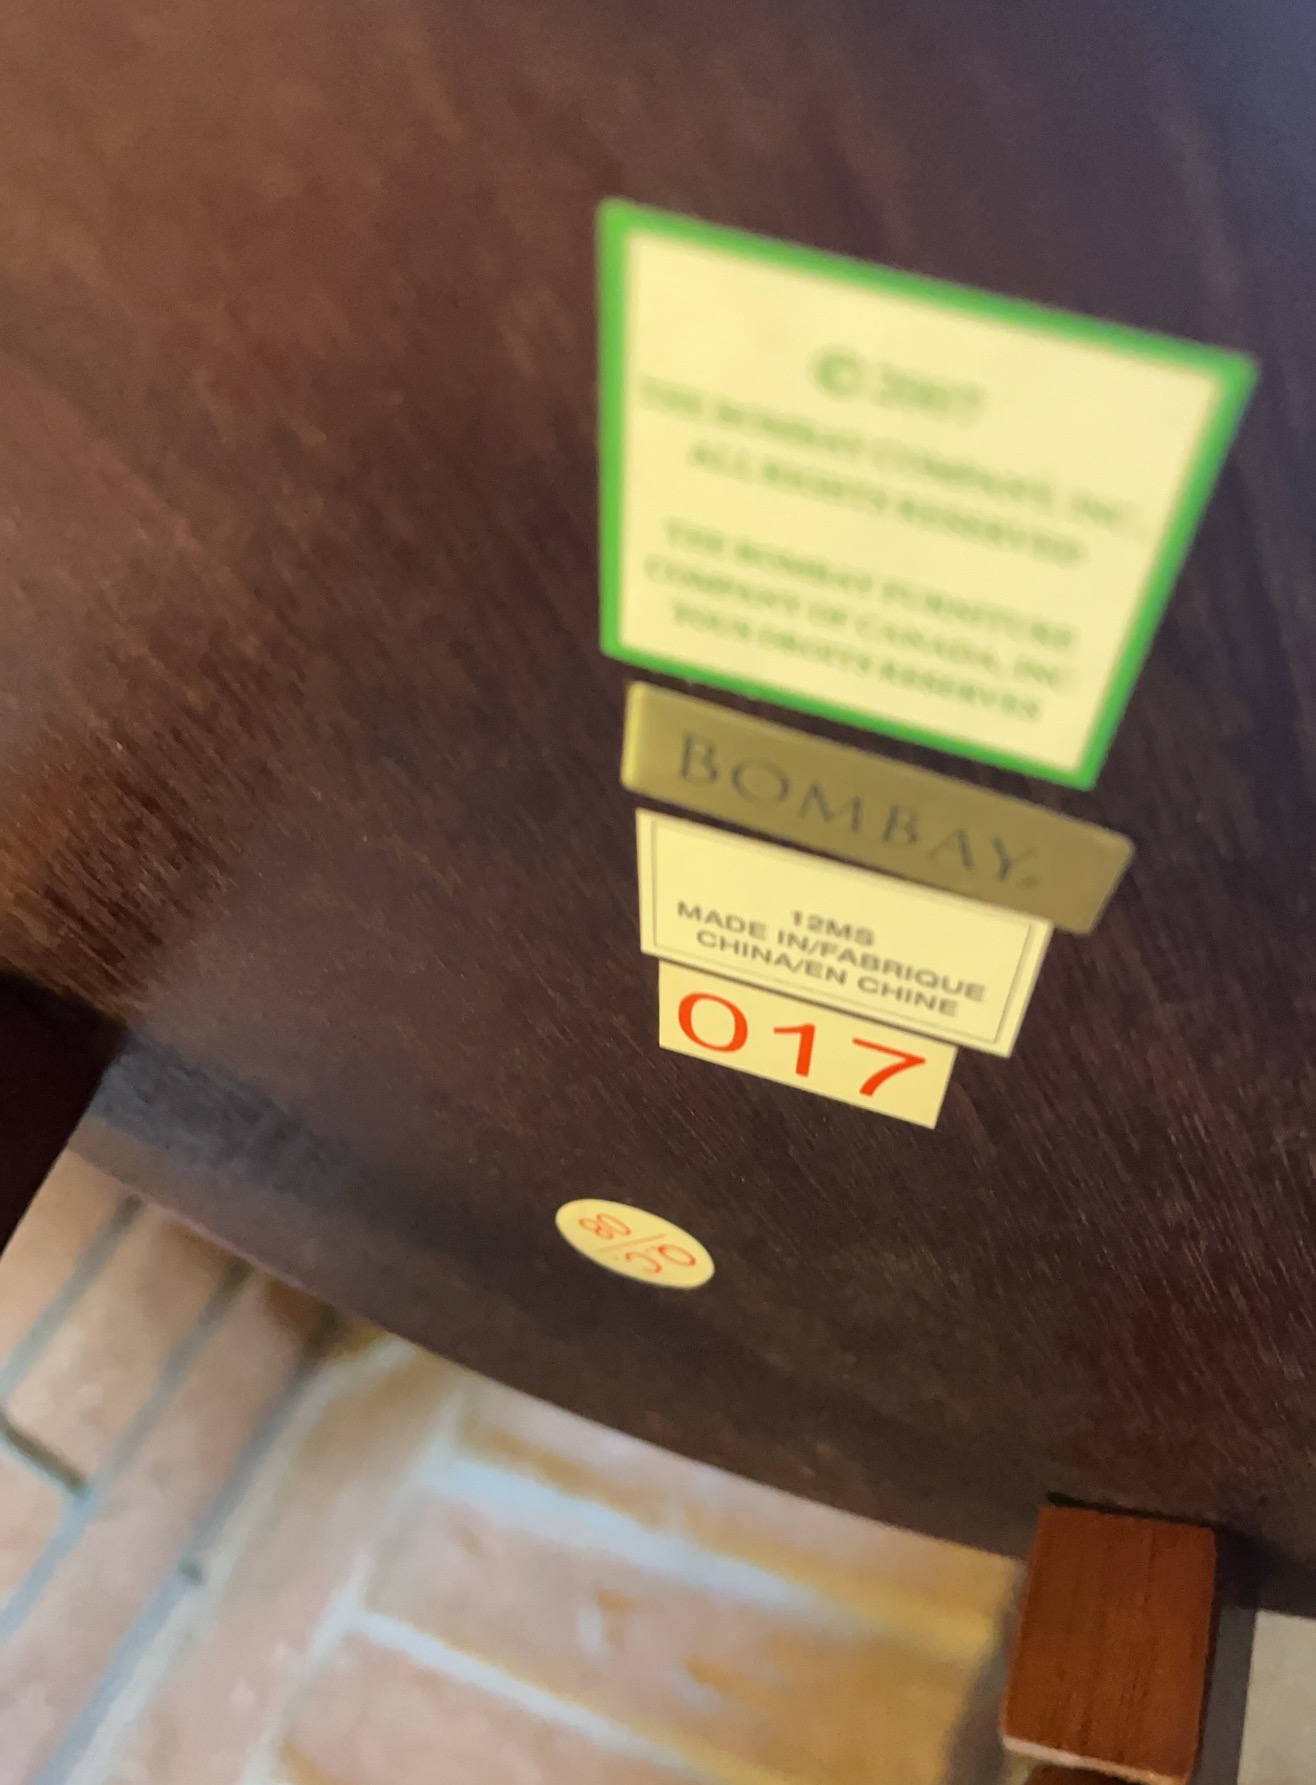 © 2007
THE BOMBAY COMPANY, INC.
ALL RIGHTS RESERVED
THE BOMBAY FURNITURE
COMPANY OF CANADA, INC.
TOUS DROITS RESERVES
BOMBAY
12MS
MADE IN/FABRIQUE
CHINA/EN CHINE
017